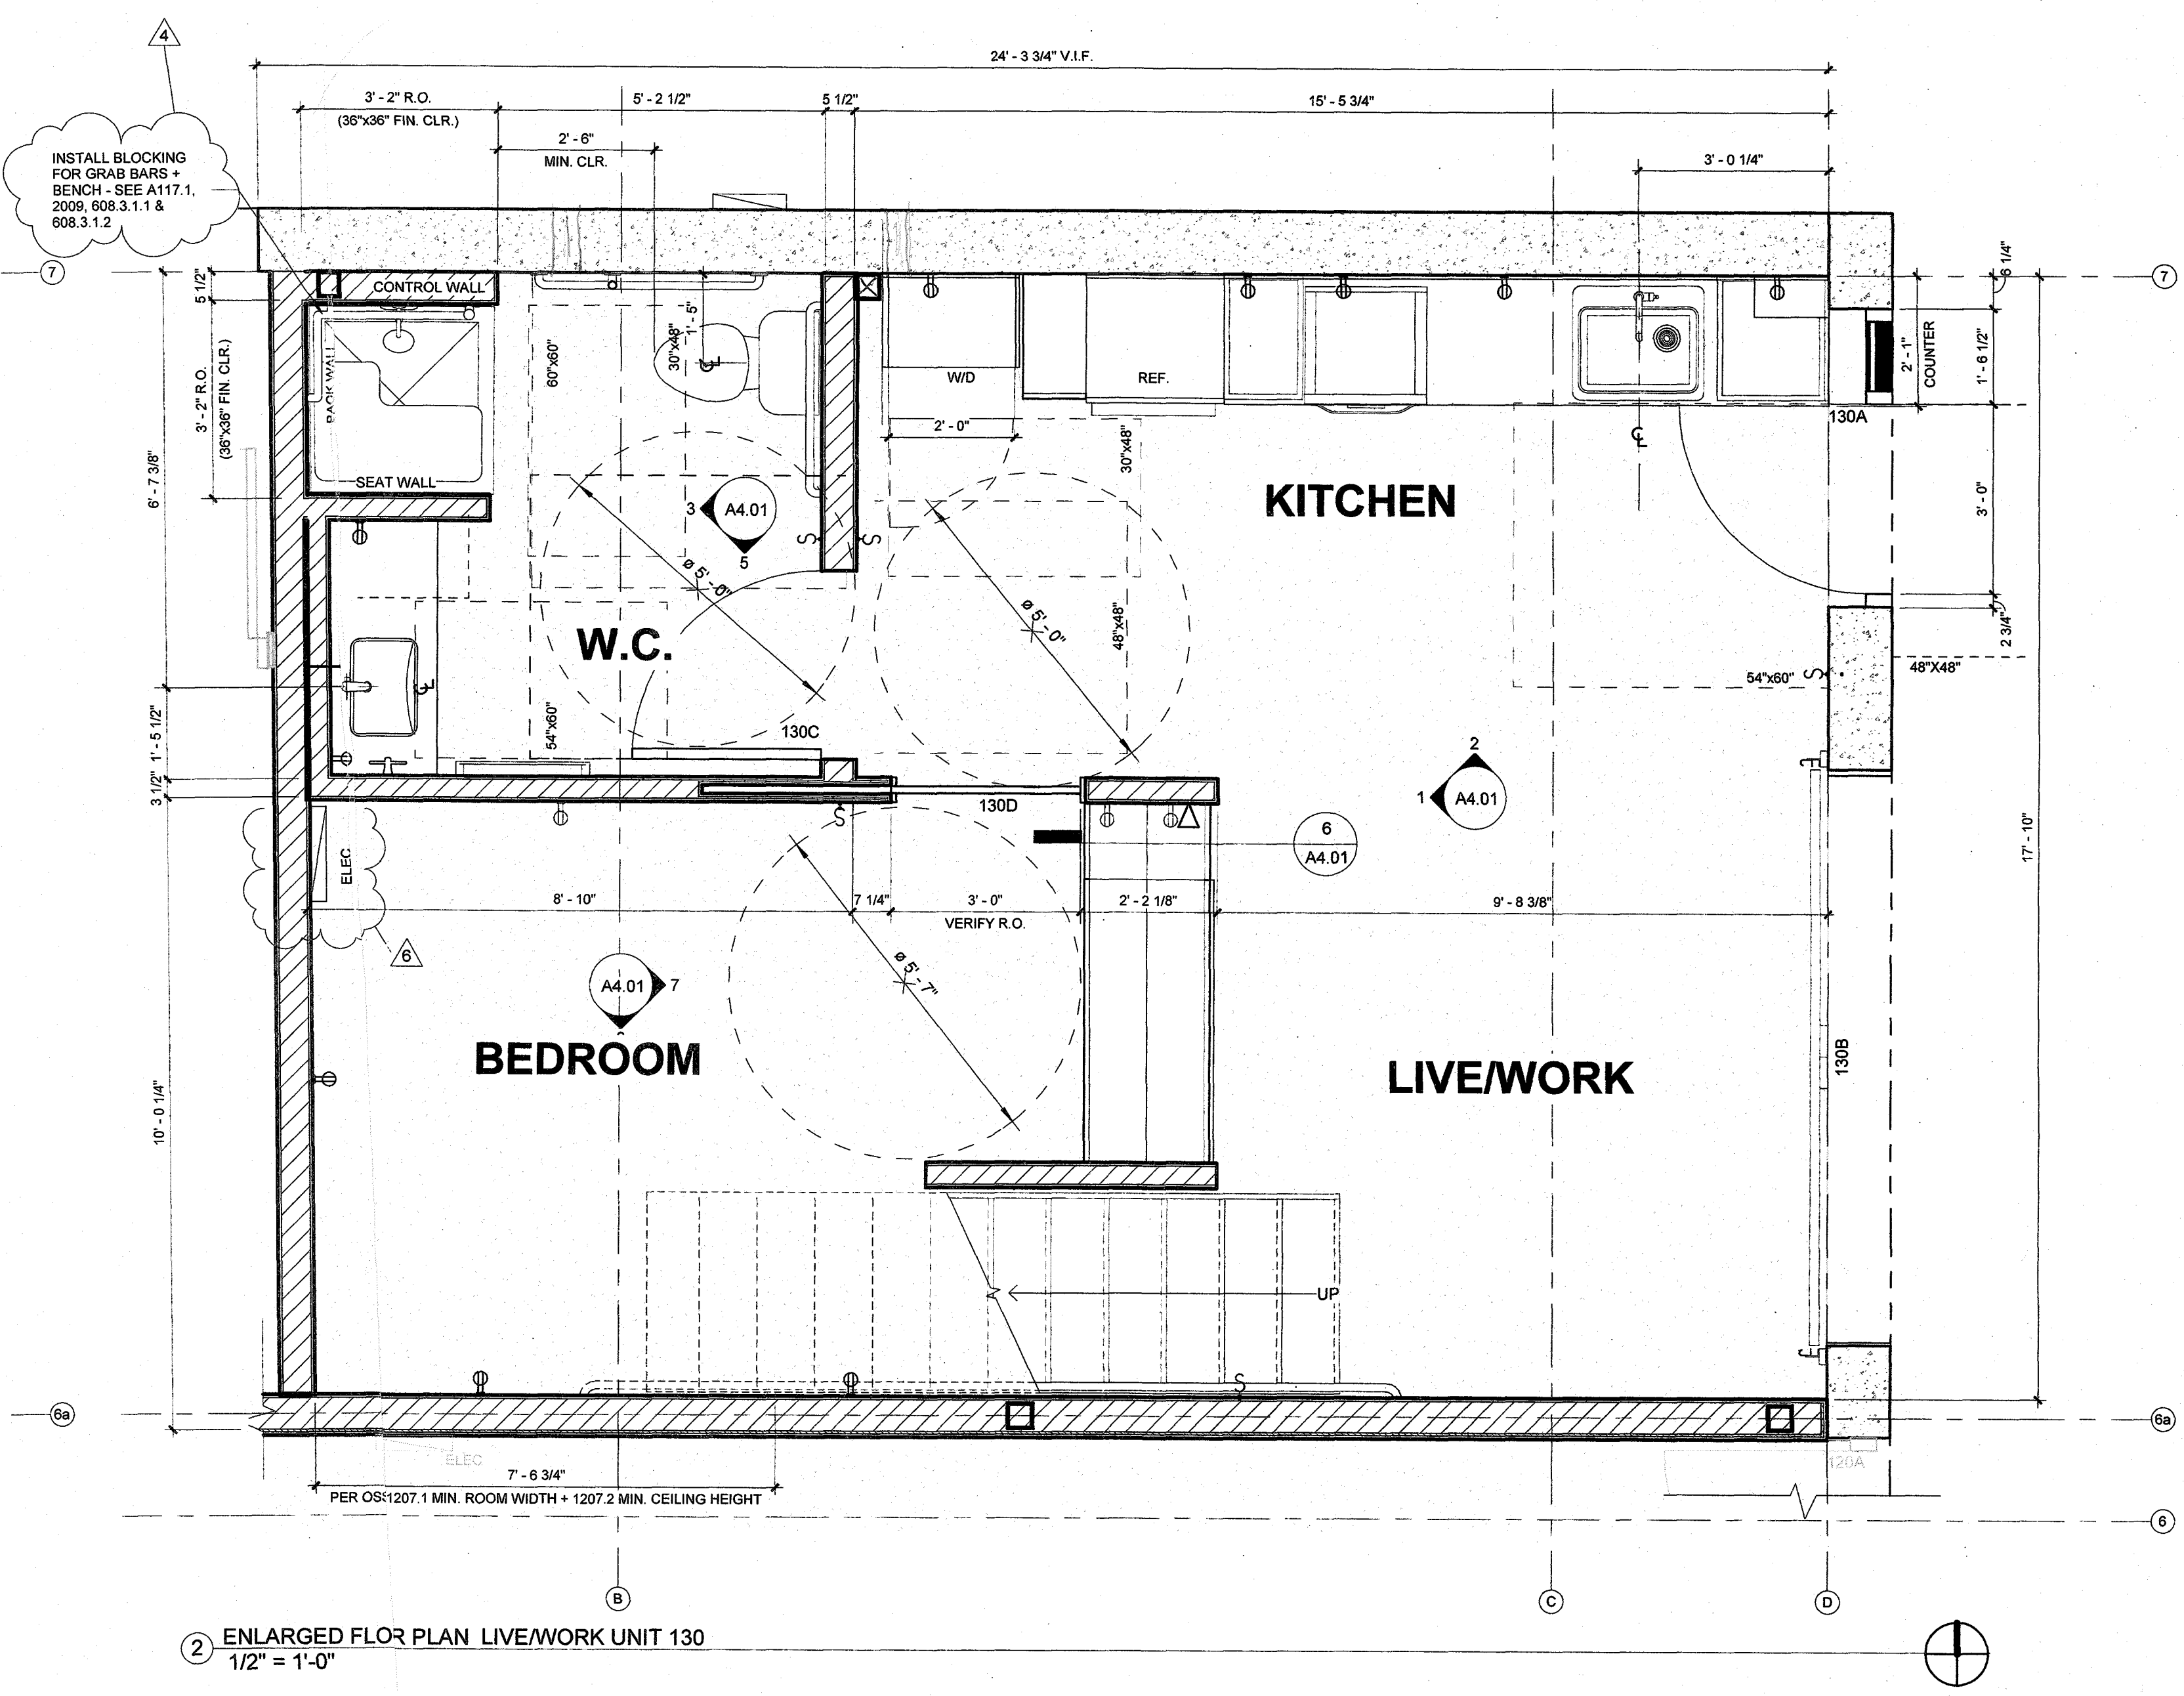 4
24' - 3 3/4" V.I.F.
3' - 2" R.O.
(36"x36" FIN. CLR.)
5' - 2 1/2"
5 1/2"
15' - 5 3/4"
2' - 6"
MIN. CLR.
3' - 0 1/4"
INSTALL BLOCKING
FOR GRAB BARS +
BENCH - SEE A117.1,
2009, 608.3.1.1 &
608.3.1.2
7
7
6 1/4"
5 1/2"
CONTROL WALL
BACK WALL
SEAT WALL
3' - 2" R.O.
(36"x36" FIN. CLR.)
6' - 7 3/8"
60"x60"
30"x48"
1' - 5"
CL
W/D
REF.
2' - 0"
30"x48"
2' - 1"
COUNTER
1' - 6 1/2"
130A
CL
3
A4.01
5
KITCHEN
3' - 0"
ø 5' - 0"
ø 5' - 0"
48"x48"
W.C.
2 3/4"
48"X48"
54"x60"
S
S
S
CL
54"x60"
130C
1' - 5 1/2"
3 1/2"
130D
2
1
A4.01
S
6
A4.01
ELEC
17' - 10"
8' - 10"
7 1/4"
3' - 0"
VERIFY R.O.
2' - 2 1/8"
9' - 8 3/8"
6
A4.01
7
ø 5' - 7"
BEDROOM
LIVE/WORK
130B
10' - 0 1/4"
UP
S
6a
6a
ELEC
120A
7' - 6 3/4"
PER OSS 1207.1 MIN. ROOM WIDTH + 1207.2 MIN. CEILING HEIGHT
6
B
C
D
2
ENLARGED FLOR PLAN LIVE/WORK UNIT 130
1/2" = 1'-0"